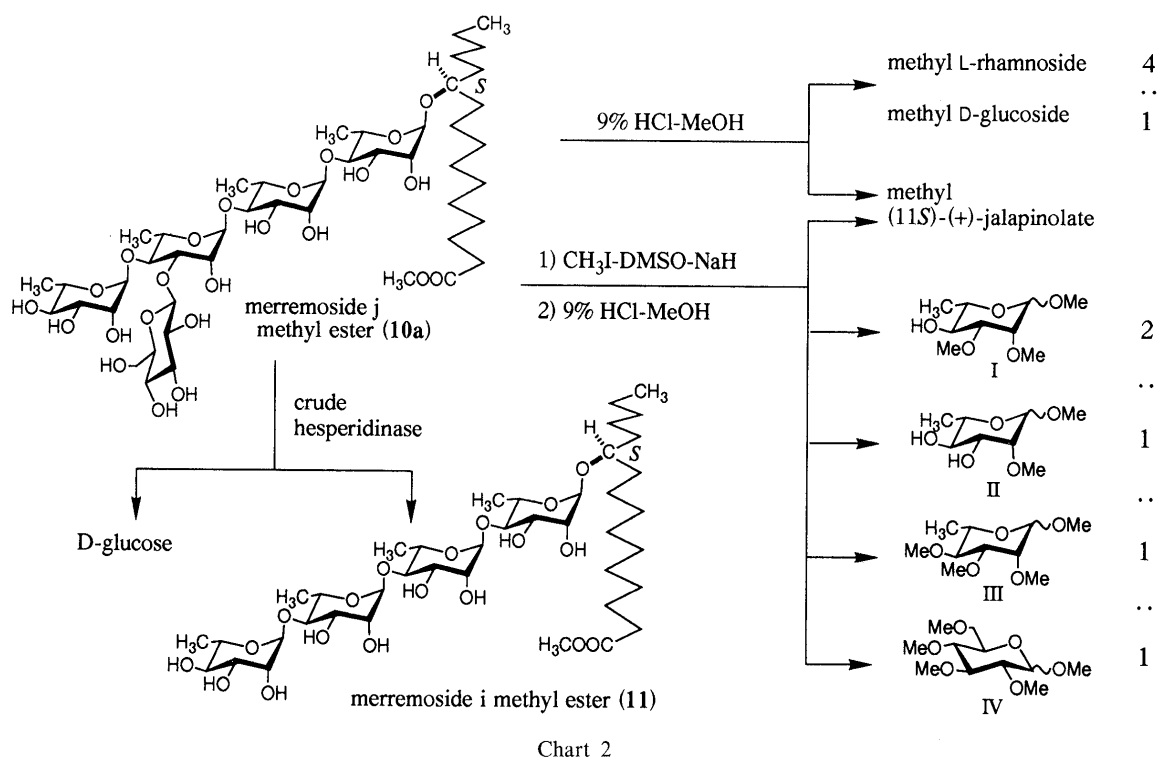 CH₃
H
S
O
O
H₃C
O
HO
OH
O
H₃C
O
HO
OH
O
H₃C
O
OH
O
H₃C
O
HO
HO
OH
O
OH
HO
O
HO
OH
OH
H₃COOC
merremoside j
methyl ester (10a)
9% HCl-MeOH
methyl L-rhamnoside 4
..
methyl D-glucoside 1
methyl
(11S)-(+)-jalapinolate
1) CH₃I-DMSO-NaH
2) 9% HCl-MeOH
H₃C
O
OMe
HO
MeO
OMe
I
2
..
H₃C
O
OMe
HO
HO
OMe
II
1
..
H₃C
O
OMe
MeO
MeO
OMe
III
1
..
MeO
O
MeO
MeO
OMe
OMe
IV
1
crude
hesperidinase
D-glucose
CH₃
H
S
O
O
H₃C
O
HO
OH
O
H₃C
O
HO
OH
O
H₃C
O
HO
OH
O
H₃C
HO
HO
OH
H₃COOC
merremoside i methyl ester (11)
Chart 2